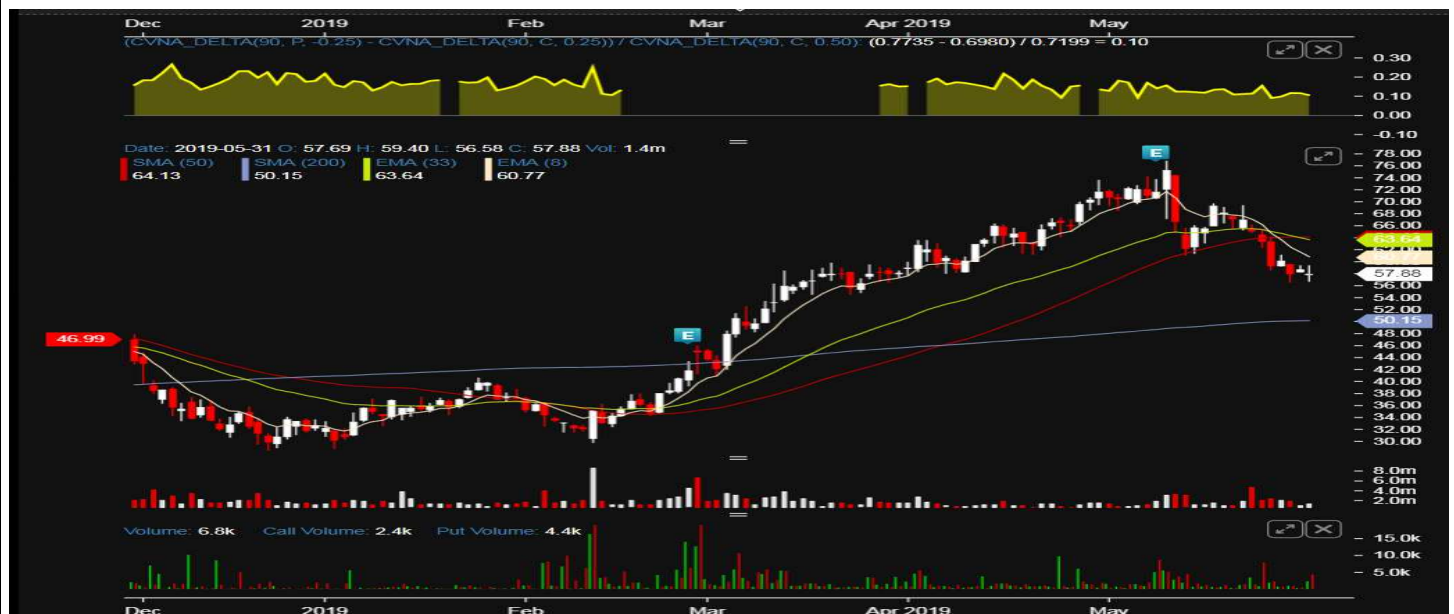 Dec 2019 Feb Mar Apr 2019 May
(CVNA_DELTA(90, P, -0.25) - CVNA_DELTA(90, C, 0.25)) / CVNA_DELTA(90, C, 0.50): (0.7735 - 0.6980) / 0.7199 = 0.10
0.30
0.20
0.10
0.00
-0.10
Date: 2019-05-31 O: 57.69 H: 59.40 L: 56.58 C: 57.88 Vol: 1.4m
SMA (50) SMA (200) EMA (33) EMA (8)
64.13 50.15 63.64 60.77
E
E
46.99
78.00
76.00
74.00
72.00
70.00
68.00
66.00
63.64
60.77
57.88
56.00
54.00
52.00
50.15
48.00
46.00
44.00
42.00
40.00
38.00
36.00
34.00
32.00
30.00
8.0m
6.0m
4.0m
2.0m
Volume: 6.8k Call Volume: 2.4k Put Volume: 4.4k
15.0k
10.0k
5.0k
Dec 2019 Feb Mar Apr 2019 May